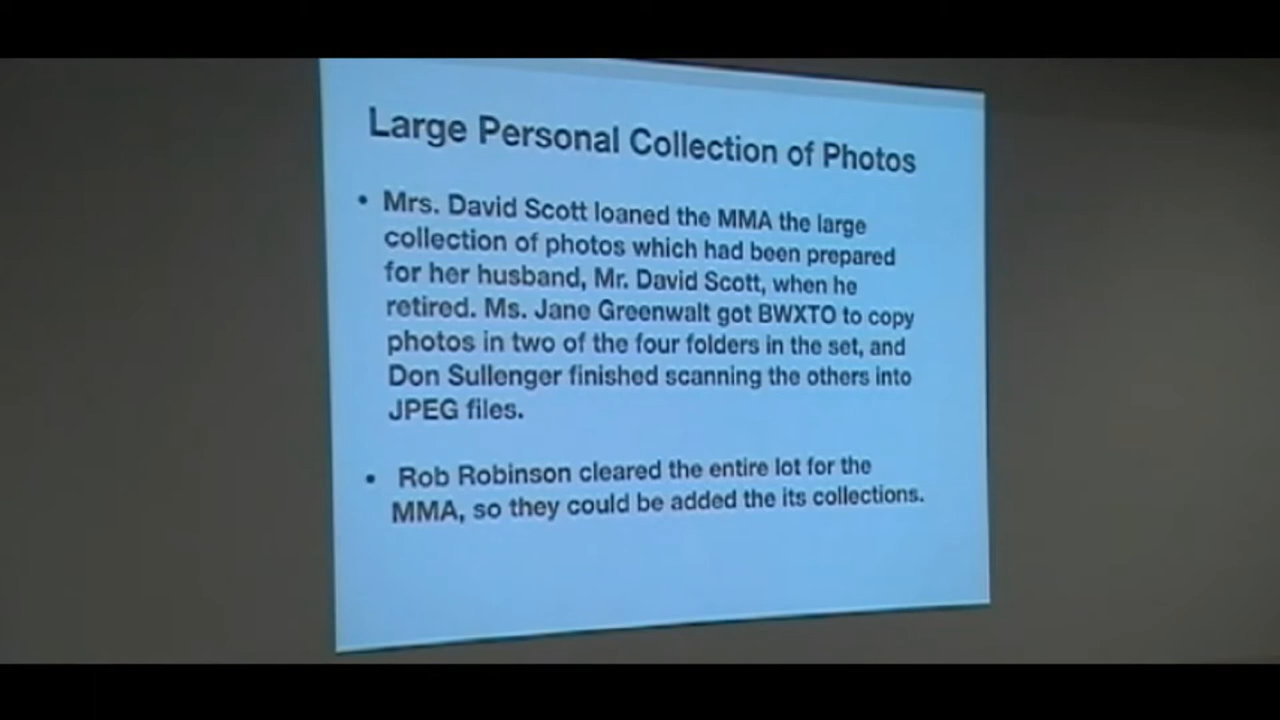 Large Personal Collection of Photos
• Mrs. David Scott loaned the MMA the large
collection of photos which had been prepared
for her husband, Mr. David Scott, when he
retired. Ms. Jane Greenwalt got BWXTO to copy
photos in two of the four folders in the set, and
Don Sullenger finished scanning the others into
JPEG files.
• Rob Robinson cleared the entire lot for the
MMA, so they could be added the its collections.